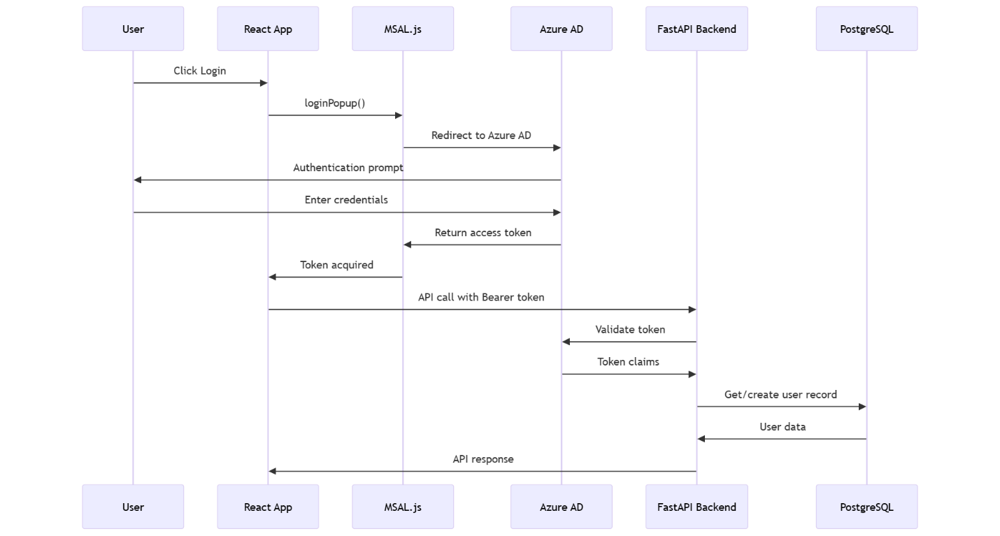 User
React App
MSAL.js
Azure AD
FastAPI Backend
PostgreSQL
Click Login
loginPopup()
Redirect to Azure AD
Authentication prompt
Enter credentials
Return access token
Token acquired
API call with Bearer token
Validate token
Token claims
Get/create user record
User data
API response
User
React App
MSAL.js
Azure AD
FastAPI Backend
PostgreSQL